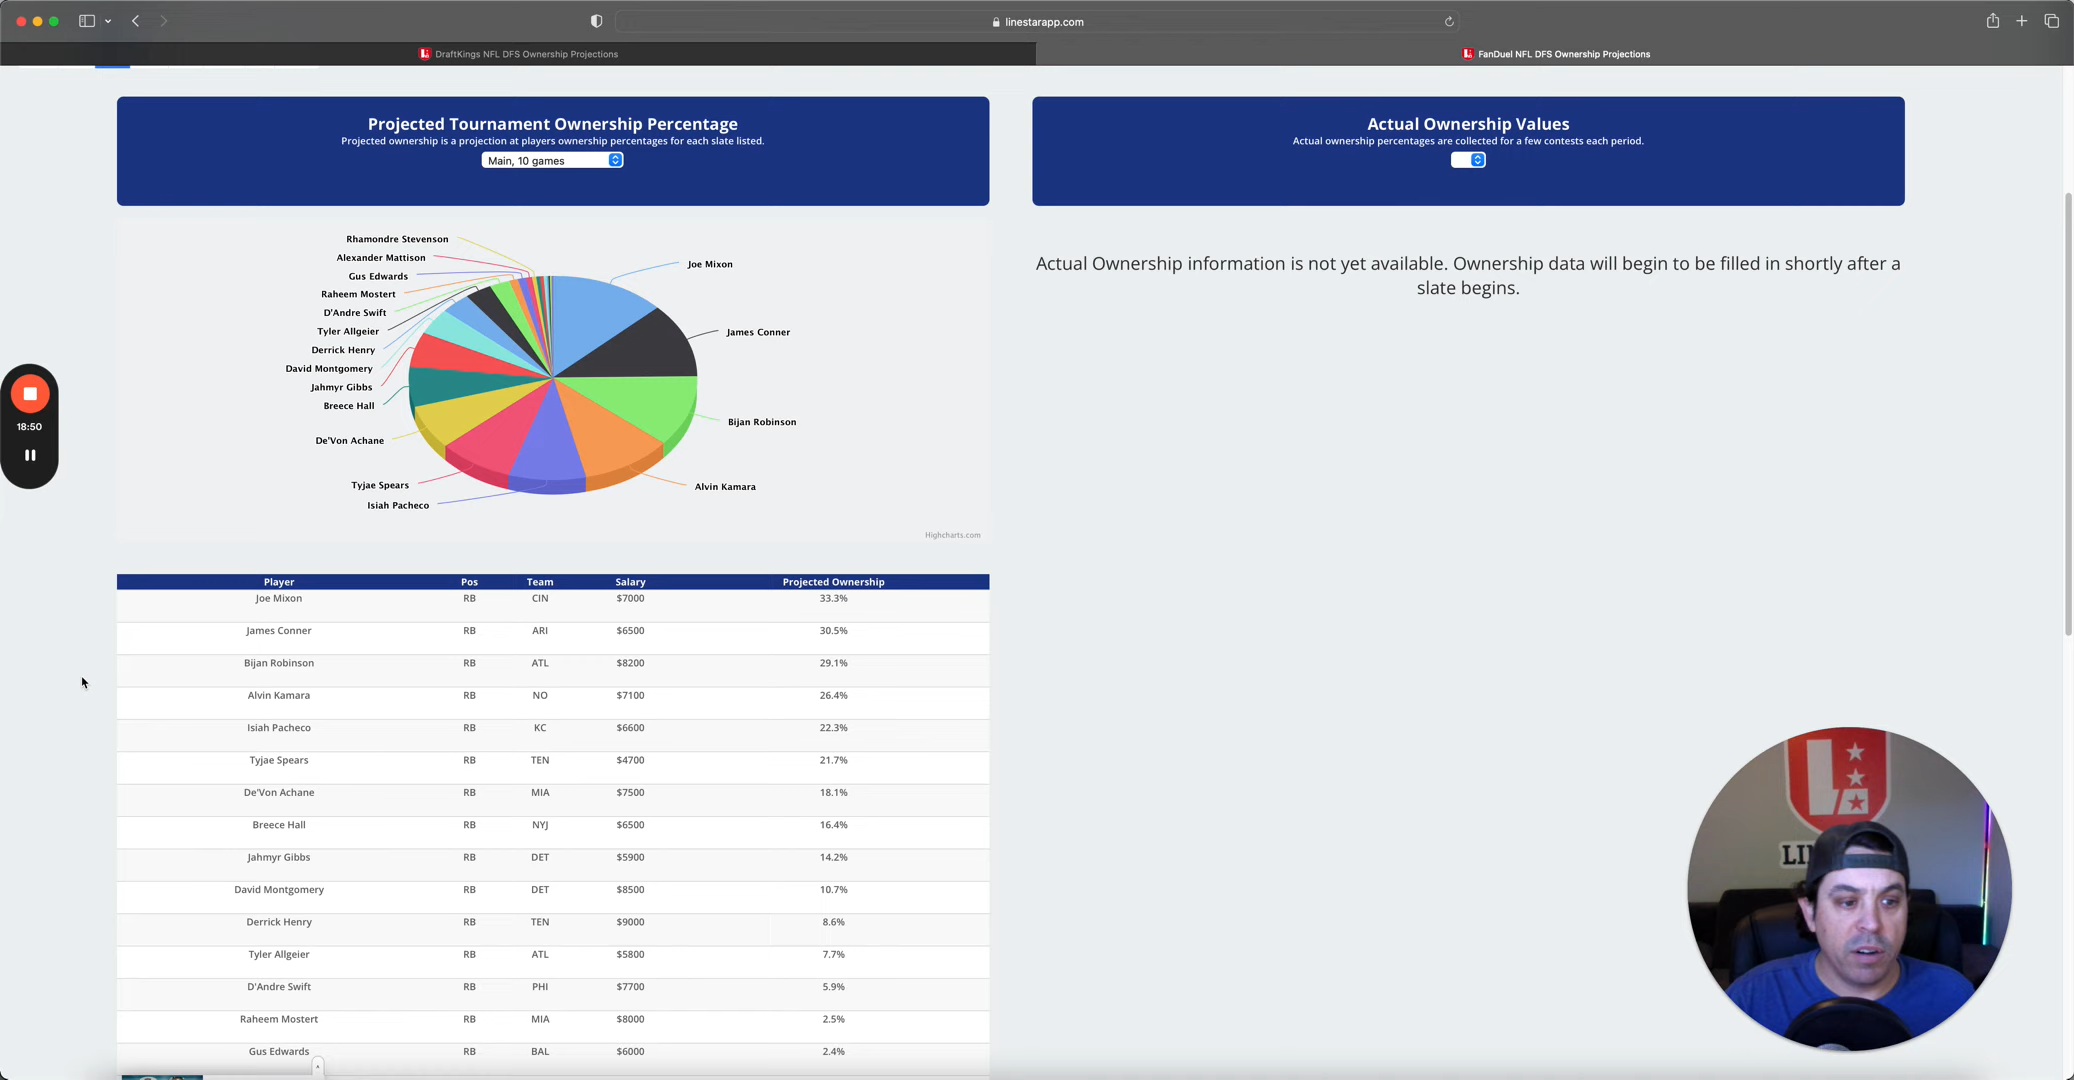 linestarapp.com
DraftKings NFL DFS Ownership Projections
FanDuel NFL DFS Ownership Projections
Projected Tournament Ownership Percentage
Projected ownership is a projection at players ownership percentages for each slate listed.
Main, 10 games
Actual Ownership Values
Actual ownership percentages are collected for a few contests each period.
Actual Ownership information is not yet available. Ownership data will begin to be filled in shortly after a
slate begins.
Rhamondre Stevenson
Alexander Mattison
Gus Edwards
Raheem Mostert
D'Andre Swift
Tyler Allgeier
Derrick Henry
David Montgomery
Jahmyr Gibbs
Breece Hall
De'Von Achane
Tyjae Spears
Isiah Pacheco
Joe Mixon
James Conner
Bijan Robinson
Alvin Kamara
Highcharts.com
18:50
Player Pos Team Salary Projected Ownership
Joe Mixon RB CIN $7000 33.3%
James Conner RB ARI $6500 30.5%
Bijan Robinson RB ATL $8200 29.1%
Alvin Kamara RB NO $7100 26.4%
Isiah Pacheco RB KC $6600 22.3%
Tyjae Spears RB TEN $4700 21.7%
De'Von Achane RB MIA $7500 18.1%
Breece Hall RB NYJ $6500 16.4%
Jahmyr Gibbs RB DET $5900 14.2%
David Montgomery RB DET $8500 10.7%
Derrick Henry RB TEN $9000 8.6%
Tyler Allgeier RB ATL $5800 7.7%
D'Andre Swift RB PHI $7700 5.9%
Raheem Mostert RB MIA $8000 2.5%
Gus Edwards RB BAL $6000 2.4%